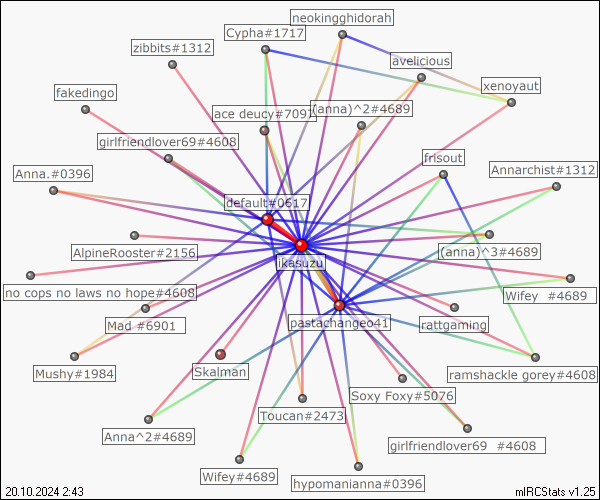 neokingghidorah
Cypha#1717
zibbits#1312
avelicious
xenoyaut
fakedingo
ace deucy#7091
(anna)^2#4689
girlfriendlover69#4608
frisout
Anna.#0396
Annarchist#1312
default#0617
(anna)^3#4689
AlpineRooster#2156
ikasuzu
no cops no laws no hope#4608
Wifey #4689
pastachangeo41
Mad #6901
rattgaming
Mushy#1984
Skalman
ramshackle gorey#4608
Soxy Foxy#5076
Toucan#2473
Anna^2#4689
girlfriendlover69 #4608
Wifey#4689
hypomanianna#0396
20.10.2024 2:43
mIRCStats v1.25